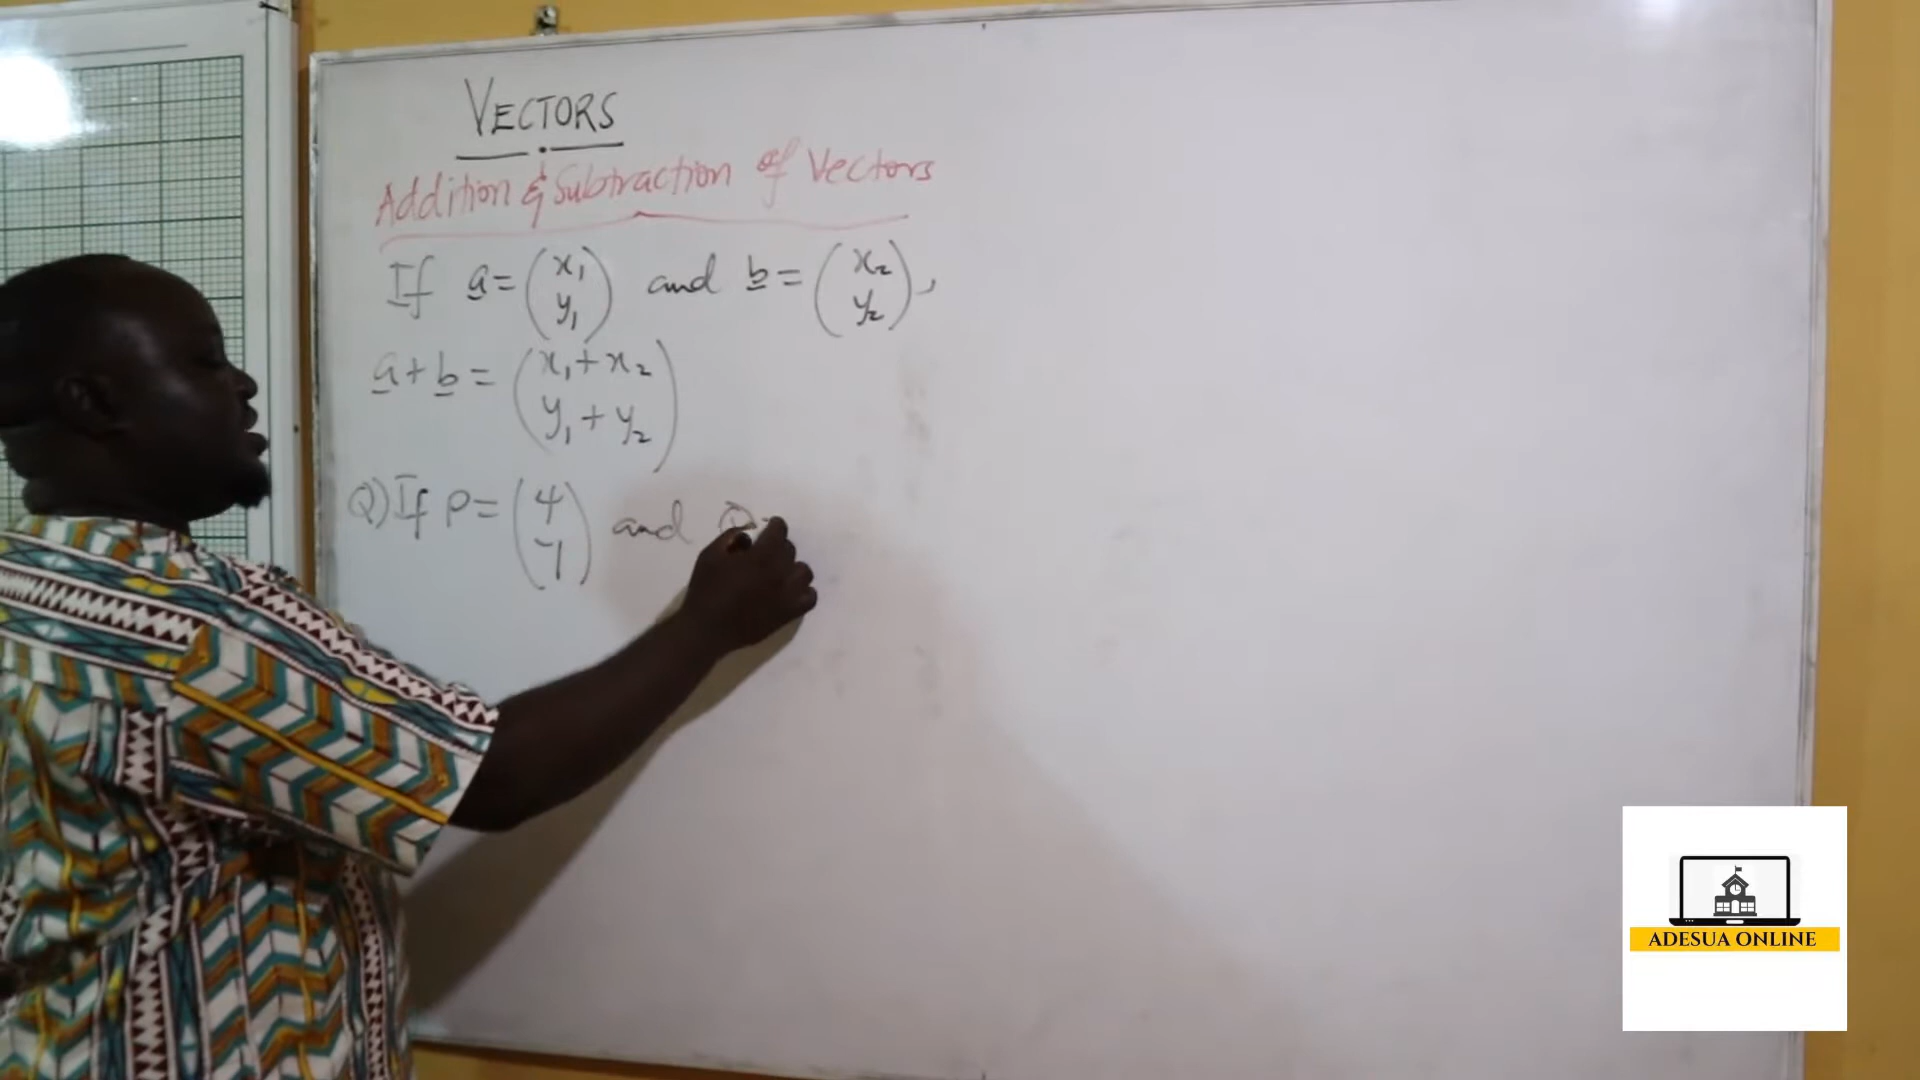 VECTORS
Addition & Subtraction of Vectors
If a = (x₁ y₁) and b = (x₂ y₂),
a + b = (x₁ + x₂ y₁ + y₂)
Q) If P = (4 -1) and Q =
ADESUA ONLINE